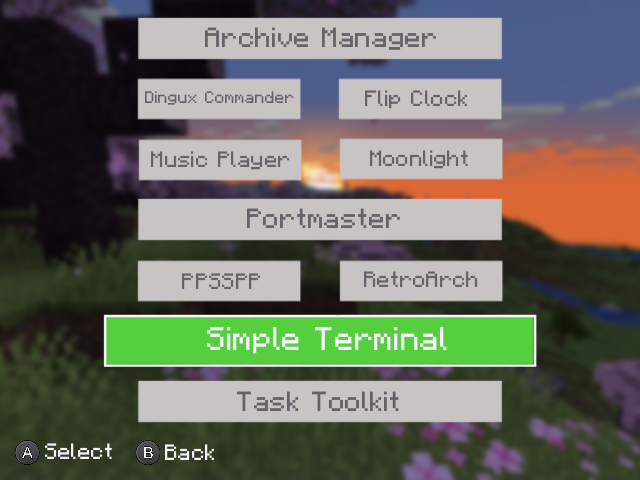 Archive Manager
Dingux Commander
Flip Clock
Music Player
Moonlight
Portmaster
PPSSPP
RetroArch
Simple Terminal
Task Toolkit
A Select B Back